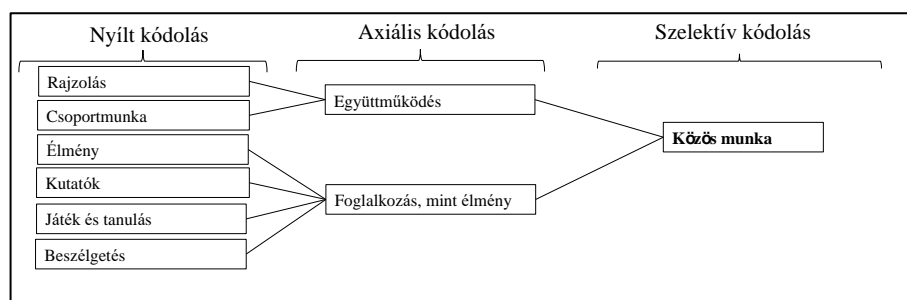 Nyílt kódolás
Axiális kódolás
Szelektív kódolás
Rajzolás
Csoportmunka
Élmény
Kutatók
Játék és tanulás
Beszélgetés
Együttműködés
Foglalkozás, mint élmény
Közös munka